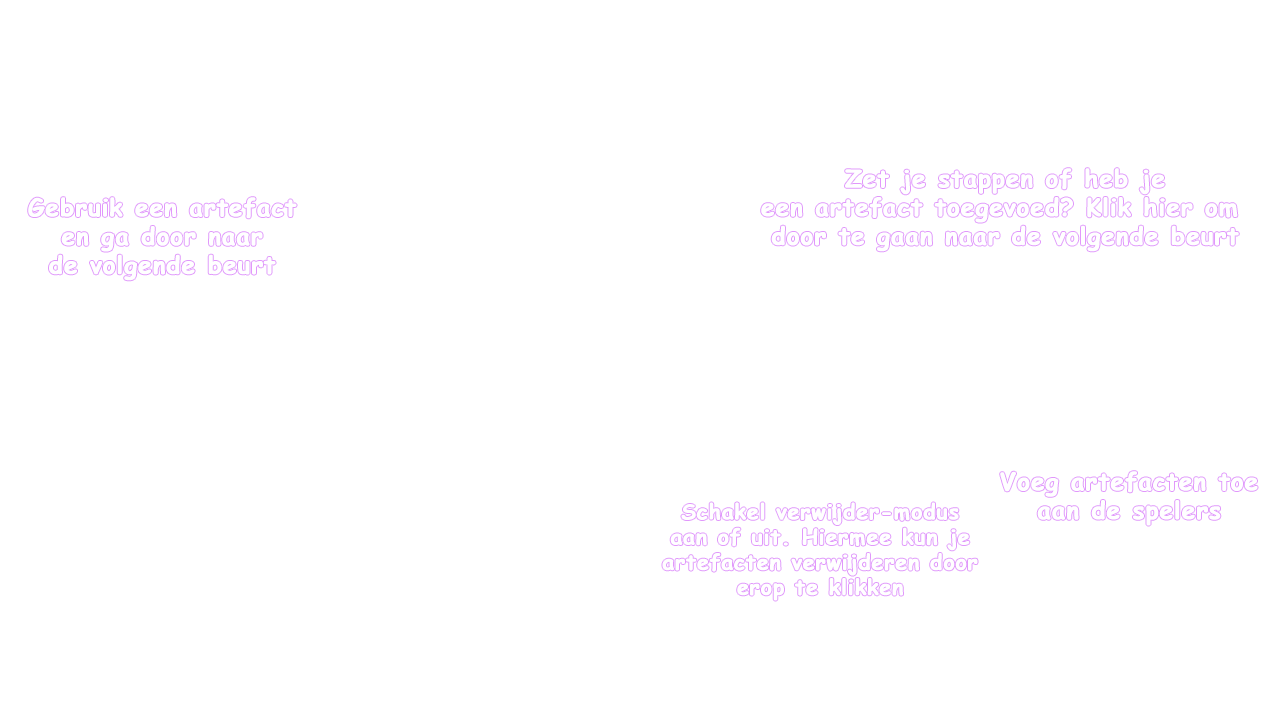 Gebruik een artefact
en ga door naar
de volgende beurt
Zet je stappen of heb je
een artefact toegevoed? Klik hier om
door te gaan naar de volgende beurt
Schakel verwijder-modus
aan of uit. Hiermee kun je
artefacten verwijderen door
erop te klikken
Voeg artefacten toe
aan de spelers